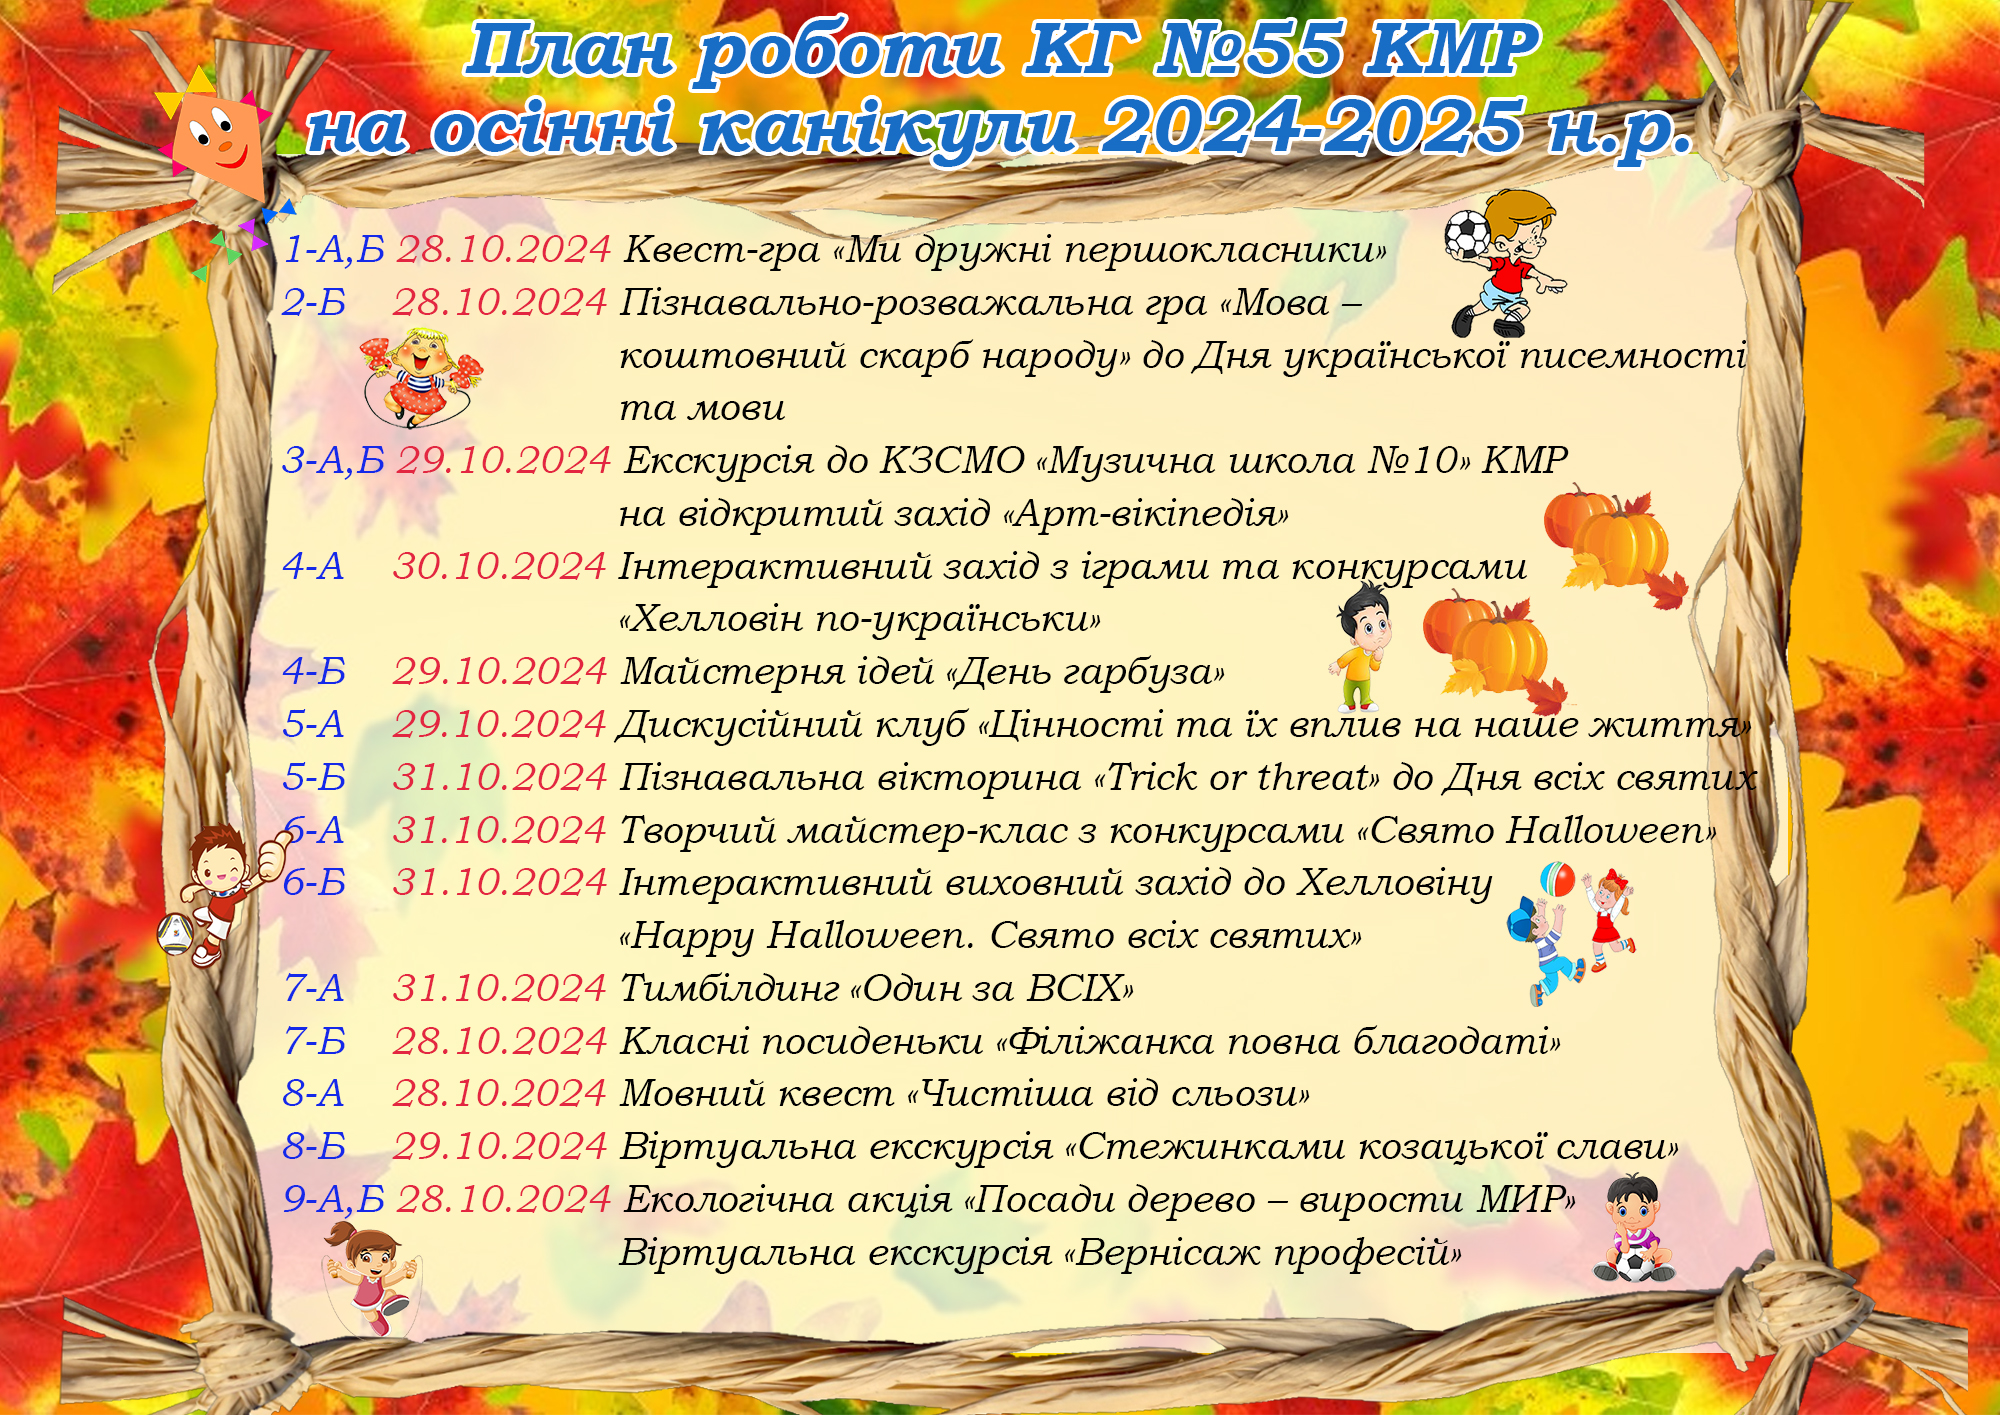 План роботи КГ №55 КМР
на осінні канікули 2024-2025 н.р.
1-А,Б 28.10.2024 Квест-гра «Ми дружні першокласники»
2-Б 28.10.2024 Пізнавально-розважальна гра «Мова –
коштовний скарб народу» до Дня української писемності
та мови
3-А,Б 29.10.2024 Екскурсія до КЗСМО «Музична школа №10» КМР
на відкритий захід «Арт-вікіпедія»
4-А 30.10.2024 Інтерактивний захід з іграми та конкурсами
«Хелловін по-українськи»
4-Б 29.10.2024 Майстерня ідей «День гарбуза»
5-А 29.10.2024 Дискусійний клуб «Цінності та їх вплив на наше життя»
5-Б 31.10.2024 Пізнавальна вікторина «Trick or threat» до Дня всіх святих
6-А 31.10.2024 Творчий майстер-клас з конкурсами «Свято Halloween»
6-Б 31.10.2024 Інтерактивний виховний захід до Хелловіну
«Happy Halloween. Свято всіх святих»
7-А 31.10.2024 Тимбілдинг «Один за ВСІХ»
7-Б 28.10.2024 Класні посиденьки «Філіжанка повна благодаті»
8-А 28.10.2024 Мовний квест «Чистіша від сльози»
8-Б 29.10.2024 Віртуальна екскурсія «Стежинками козацької слави»
9-А,Б 28.10.2024 Екологічна акція «Посади дерево – вирости МИР»
Віртуальна екскурсія «Вернісаж професій»